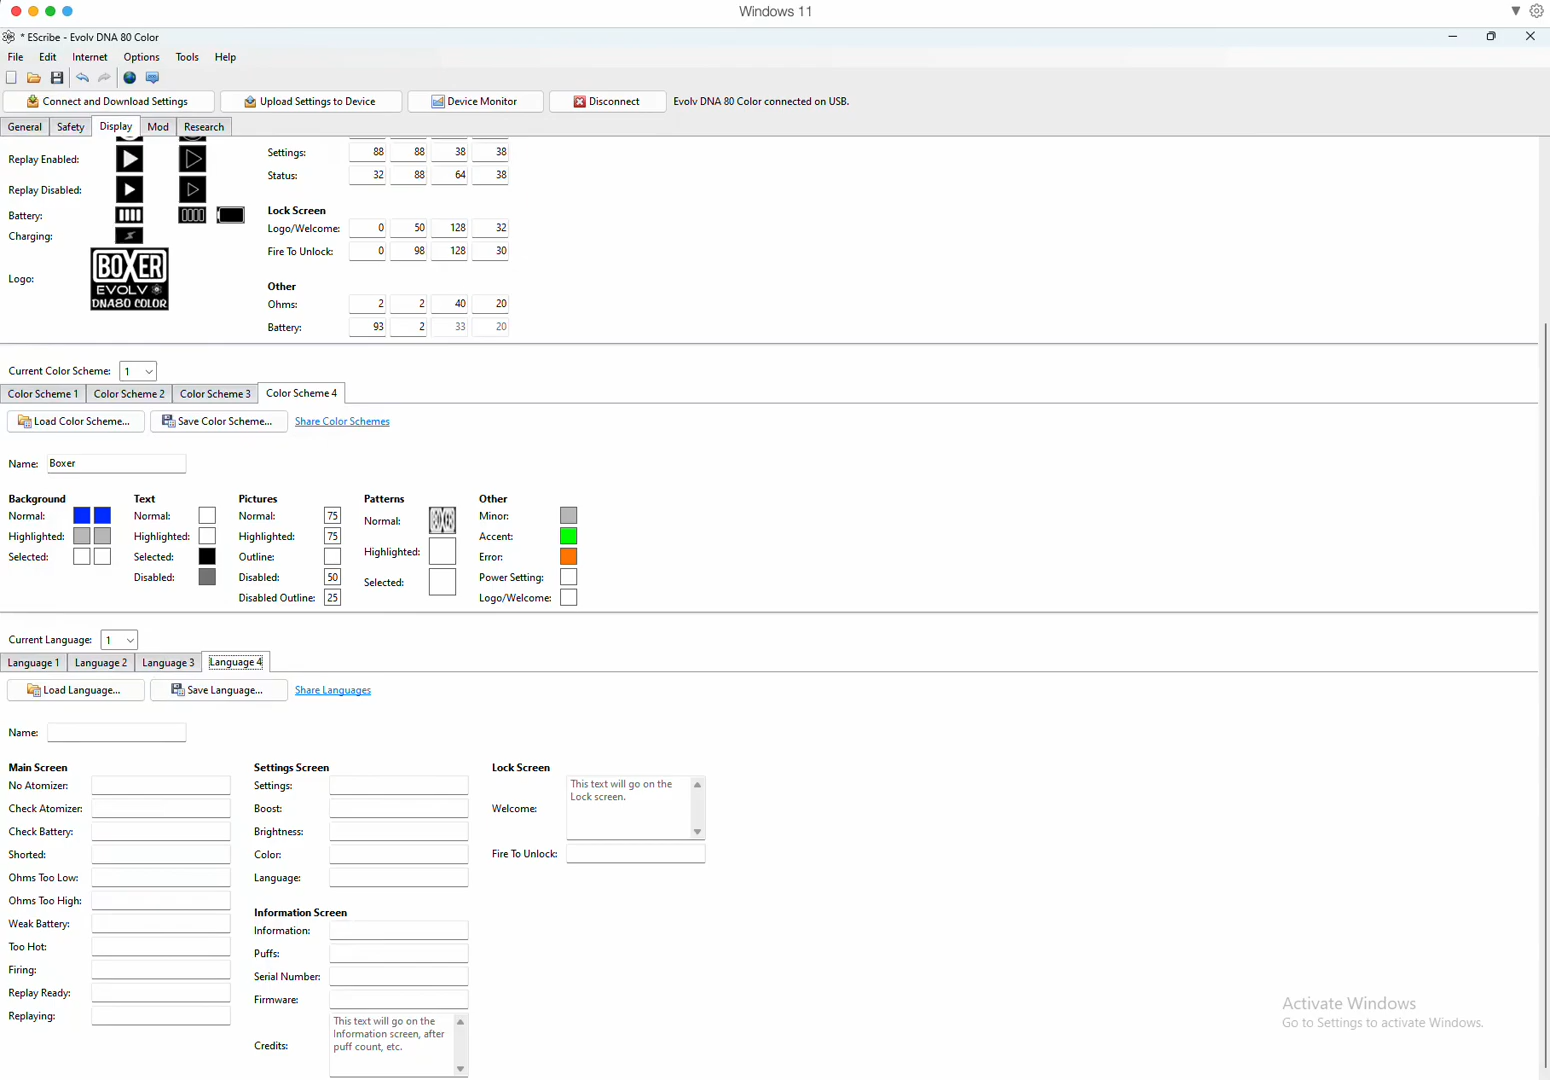 Windows 11
* EScribe - Evolv DNA 80 Color
File Edit Internet Options Tools Help
Connect and Download Settings Upload Settings to Device Device Monitor Disconnect Evolv DNA 80 Color connected on USB.
General Safety Display Mod Research
Replay Enabled: Settings: 88 88 38 38
Status: 32 88 64 38
Replay Disabled:
Battery: Lock Screen
Logo/Welcome: 0 50 128 32
Charging:
Fire To Unlock: 0 98 128 30
BOXER
EVOLV
DNA80 COLOR
Logo:
Other
Ohms: 2 2 40 20
Battery: 93 2 33 20
Current Color Scheme: 1
Color Scheme 1 Color Scheme 2 Color Scheme 3 Color Scheme 4
Load Color Scheme... Save Color Scheme... Share Color Schemes
Name: Boxer
Background Text Pictures Patterns Other
Normal: Normal: Normal: 75 Normal: Minor:
Highlighted: Highlighted: Highlighted: 75 Accent:
Selected: Selected: Outline: Highlighted: Error:
Disabled: Disabled: 50 Selected: Power Setting:
Disabled Outline: 25 Logo/Welcome:
Current Language: 1
Language 1 Language 2 Language 3 Language 4
Load Language... Save Language... Share Languages
Name:
Main Screen Settings Screen Lock Screen
No Atomizer: Settings: This text will go on the
Lock screen.
Check Atomizer: Boost: Welcome:
Check Battery: Brightness:
Shorted: Color: Fire To Unlock:
Ohms Too Low: Language:
Ohms Too High:
Information Screen
Weak Battery: Information:
Too Hot: Puffs:
Firing: Serial Number:
Replay Ready: Firmware:
Replaying: This text will go on the
Information screen, after
Credits: puff count, etc.
Activate Windows
Go to Settings to activate Windows.